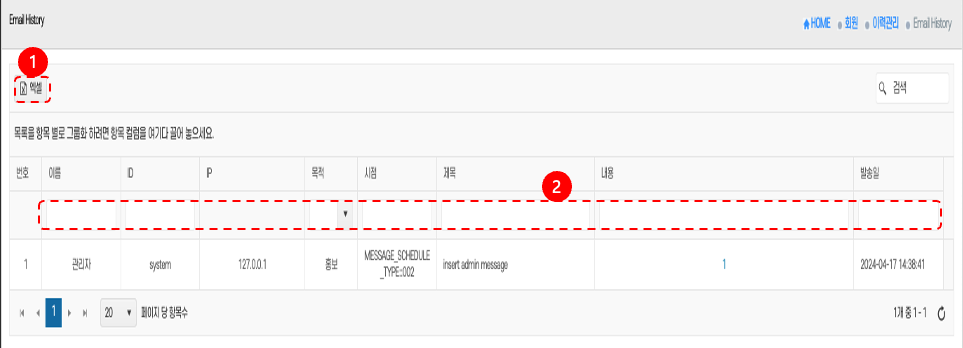 Email History
HOME 회원 이력관리 Email History
1
엑셀
검색
목록을 항목 별로 그룹화 하려면 항목 컬럼을 여기다 끌어 놓으세요.
번호 이름 ID IP 목적 시점 제목 내용 발송일
2
1 관리자 system 127.0.0.1 홍보 MESSAGE_SCHEDULE insert admin message 1 2024-04-17 14:38:41
_TYPE::002
1 20 페이지 당 항목수 1개 중 1 - 1